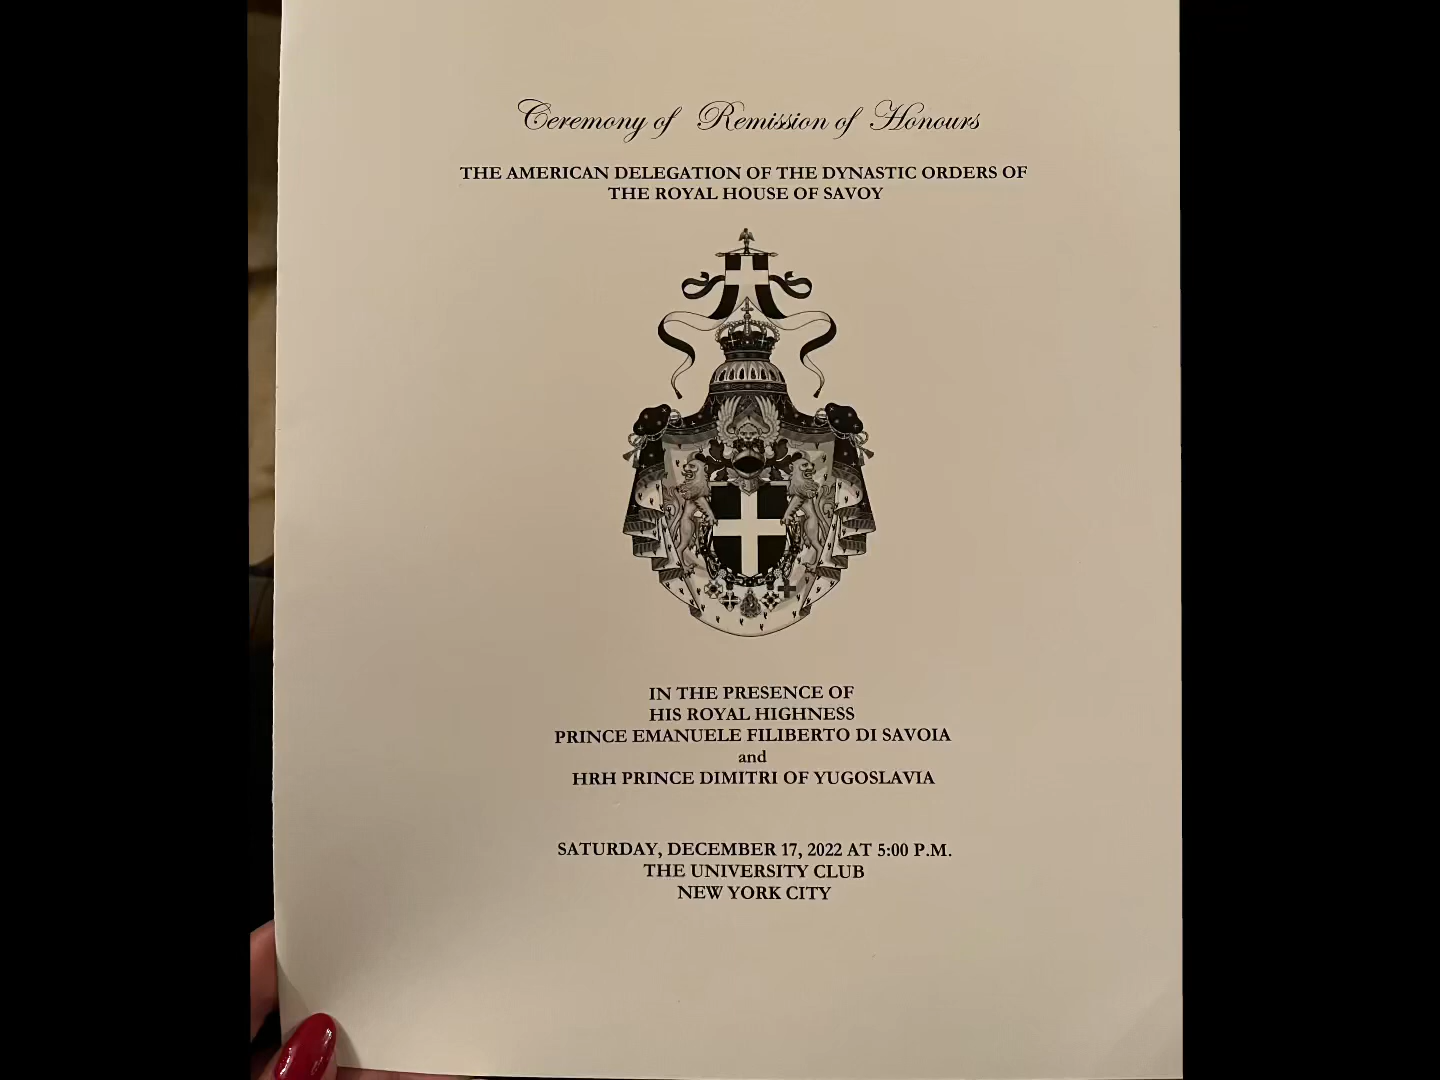 Ceremony of Remission of Honours
THE AMERICAN DELEGATION OF THE DYNASTIC ORDERS OF
THE ROYAL HOUSE OF SAVOY
IN THE PRESENCE OF
HIS ROYAL HIGHNESS
PRINCE EMANUELE FILIBERTO DI SAVOIA
and
HRH PRINCE DIMITRI OF YUGOSLAVIA
SATURDAY, DECEMBER 17, 2022 AT 5:00 P.M.
THE UNIVERSITY CLUB
NEW YORK CITY